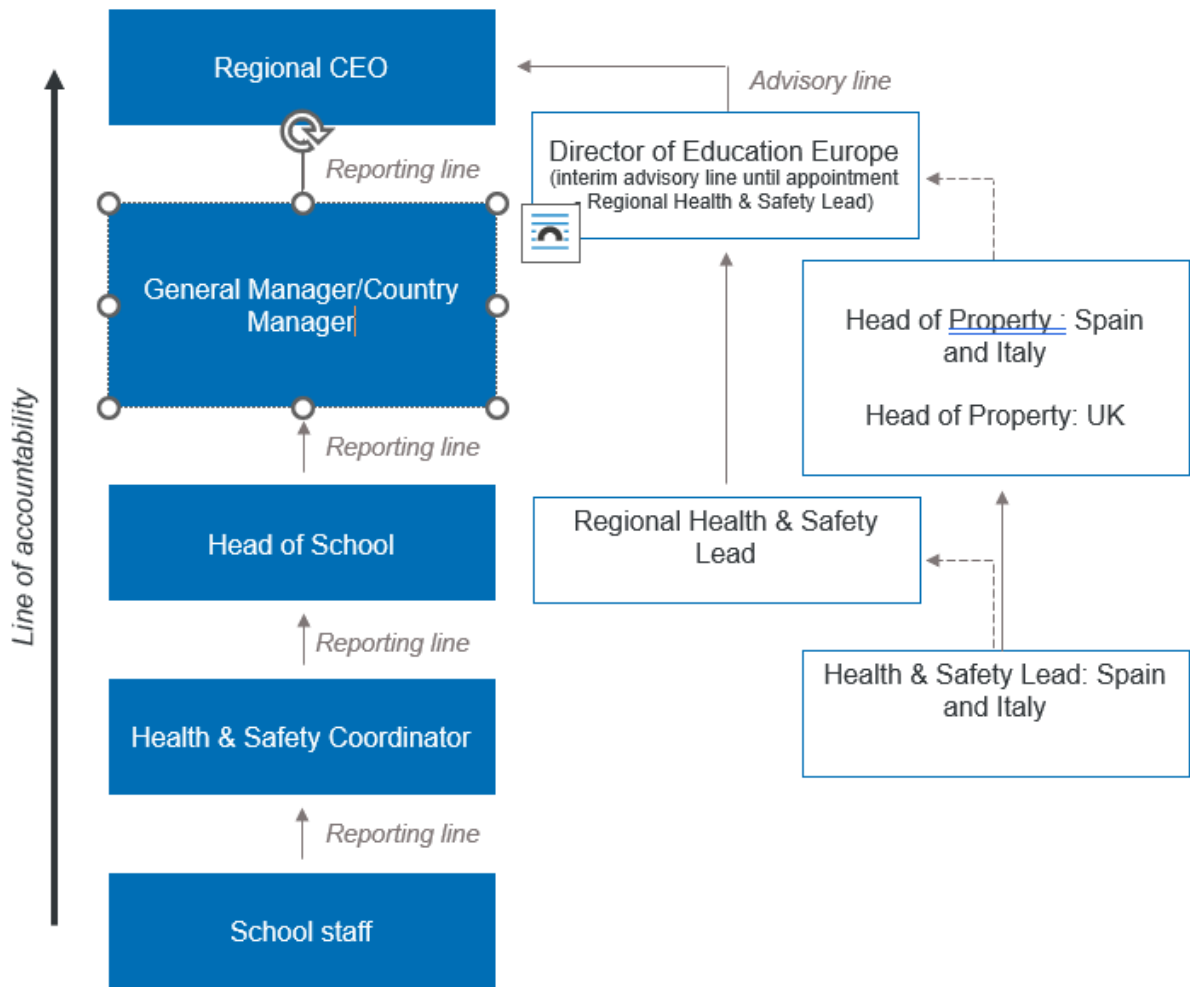 Regional CEO
Advisory line
Director of Education Europe
(interim advisory line until appointment
- Regional Health & Safety Lead)
Reporting line
General Manager/Country
Manager
Head of Property : Spain
and Italy
Head of Property: UK
Line of accountability
Reporting line
Head of School
Regional Health & Safety
Lead
Reporting line
Health & Safety Lead: Spain
and Italy
Health & Safety Coordinator
Reporting line
School staff